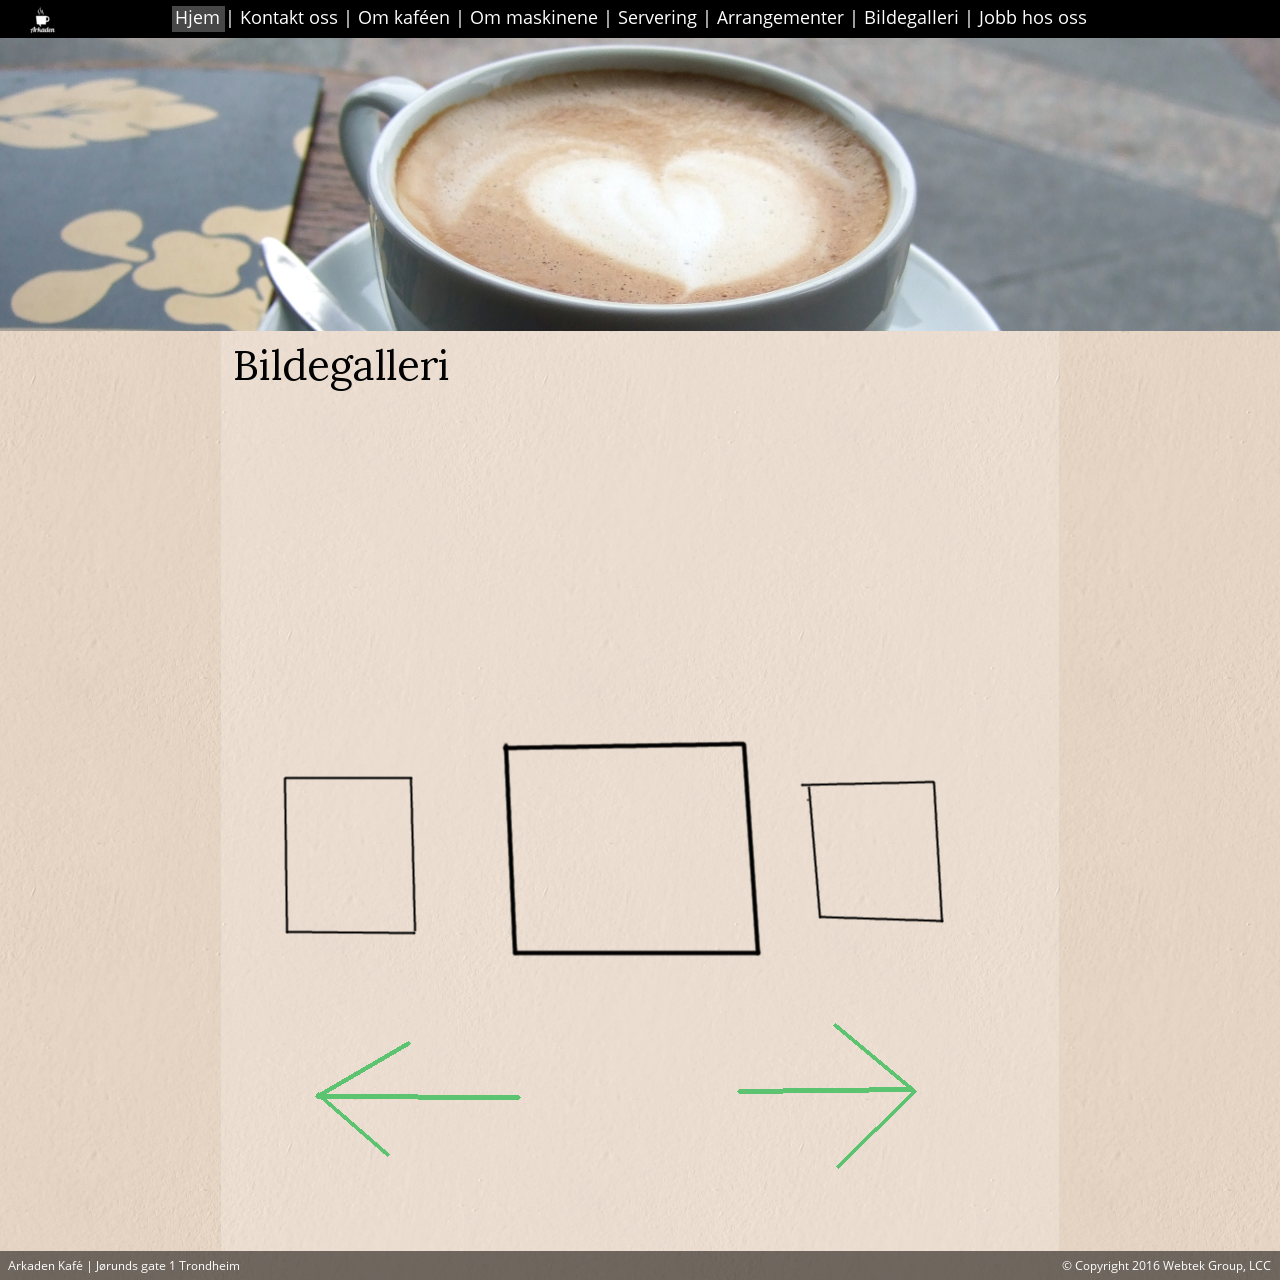 Arkaden
Hjem | Kontakt oss | Om kaféen | Om maskinene | Servering | Arrangementer | Bildegalleri | Jobb hos oss
Bildegalleri
Arkaden Kafé | Jørunds gate 1 Trondheim
© Copyright 2016 Webtek Group, LCC